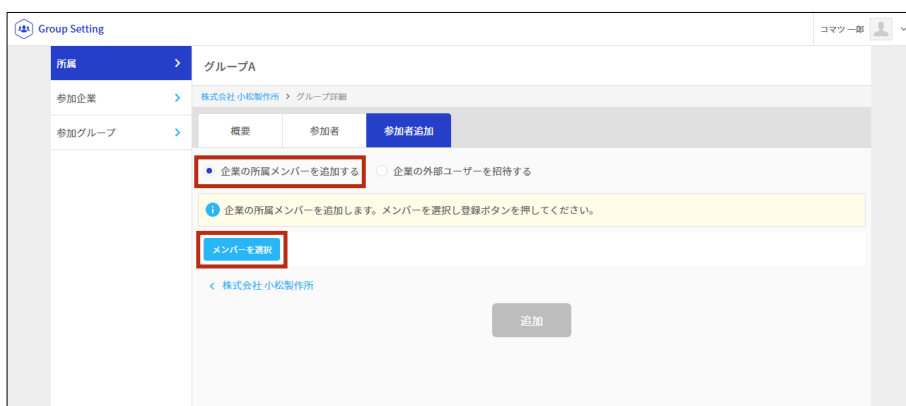 Group Setting
コマツ 一郎
所属
参加企業
参加グループ
グループA
株式会社 小松製作所 > グループ詳細
概要
参加者
参加者追加
企業の所属メンバーを追加する
企業の外部ユーザーを招待する
企業の所属メンバーを追加します。メンバーを選択し登録ボタンを押してください。
メンバーを選択
株式会社 小松製作所
追加